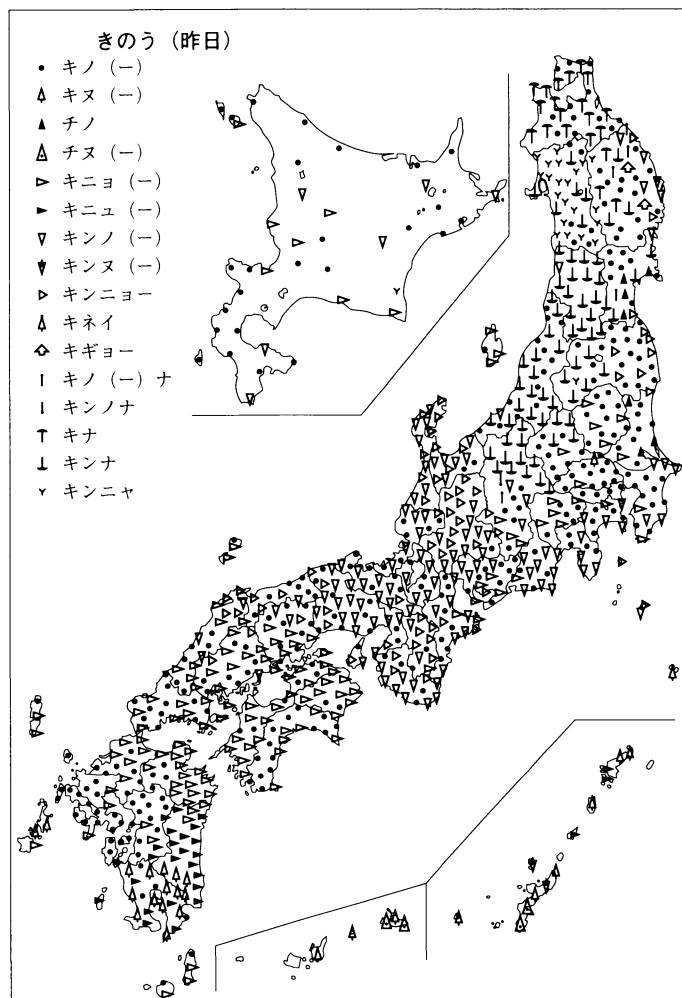 きのう（昨日）
キノ（ー）
キヌ（ー）
チノ
チヌ（ー）
キニョ（ー）
キニュ（ー）
キンノ（ー）
キンヌ（ー）
キンニョー
キネイ
キギョー
キノ（ー）ナ
キンノナ
キナ
キンナ
キンニャ